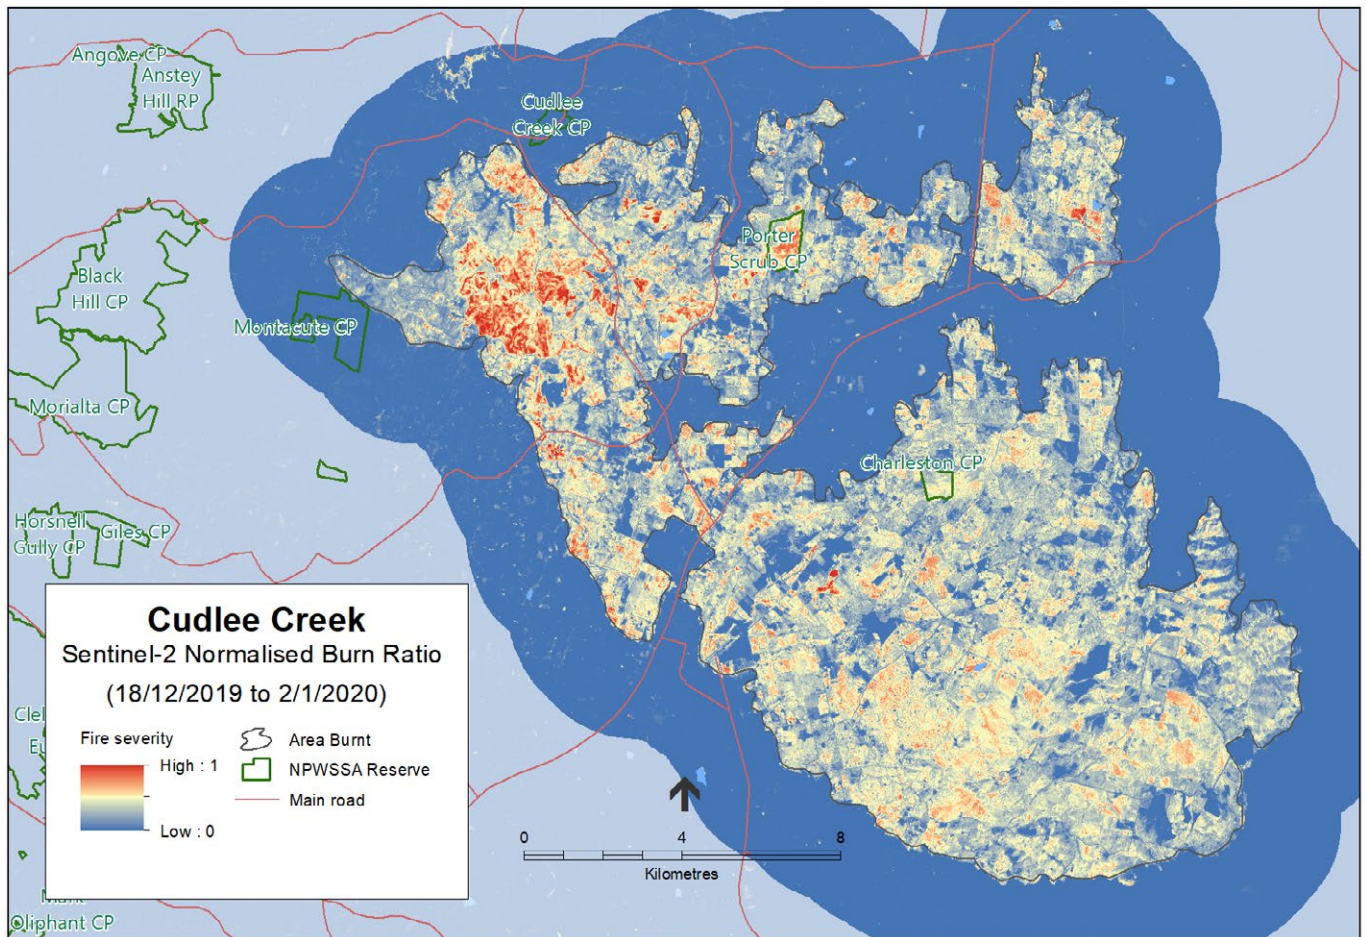 Angove CP
Anstey
Hill RP
Cudlee
Creek CP
Black
Hill CP
Porter
Scrub CP
Montacute CP
Morialta CP
Charleston CP
Horsnell
Gully CP
Giles CP
Cudlee Creek
Sentinel-2 Normalised Burn Ratio
(18/12/2019 to 2/1/2020)
Fire severity
High : 1
Low : 0
Area Burnt
NPWSSA Reserve
Main road
0 4 8
Kilometres
Oliphant CP